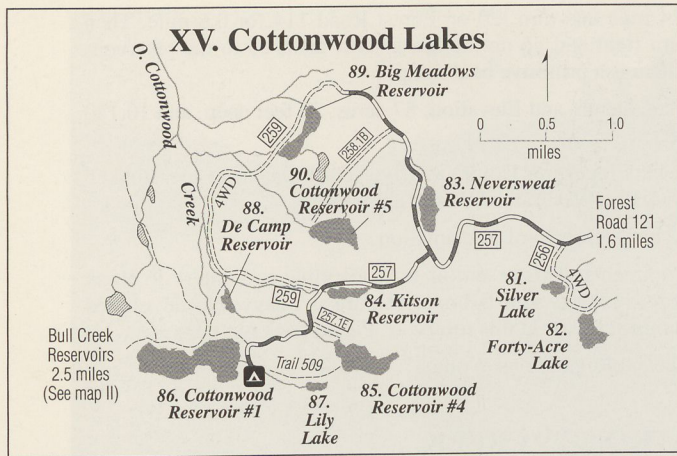 XV. Cottonwood Lakes
O. Cottonwood
Creek
89. Big Meadows
Reservoir
0 0.5 1.0
miles
259
258.1B
90.
Cottonwood
Reservoir #5
4WD
88.
De Camp
Reservoir
83. Neversweat
Reservoir
Forest
Road 121
1.6 miles
257
257
256
4WD
81.
Silver
Lake
82.
Forty-Acre
Lake
259
84. Kitson
Reservoir
257.1E
Bull Creek
Reservoirs
2.5 miles
(See map II)
Trail 509
86. Cottonwood
Reservoir #1
87.
Lily
Lake
85. Cottonwood
Reservoir #4